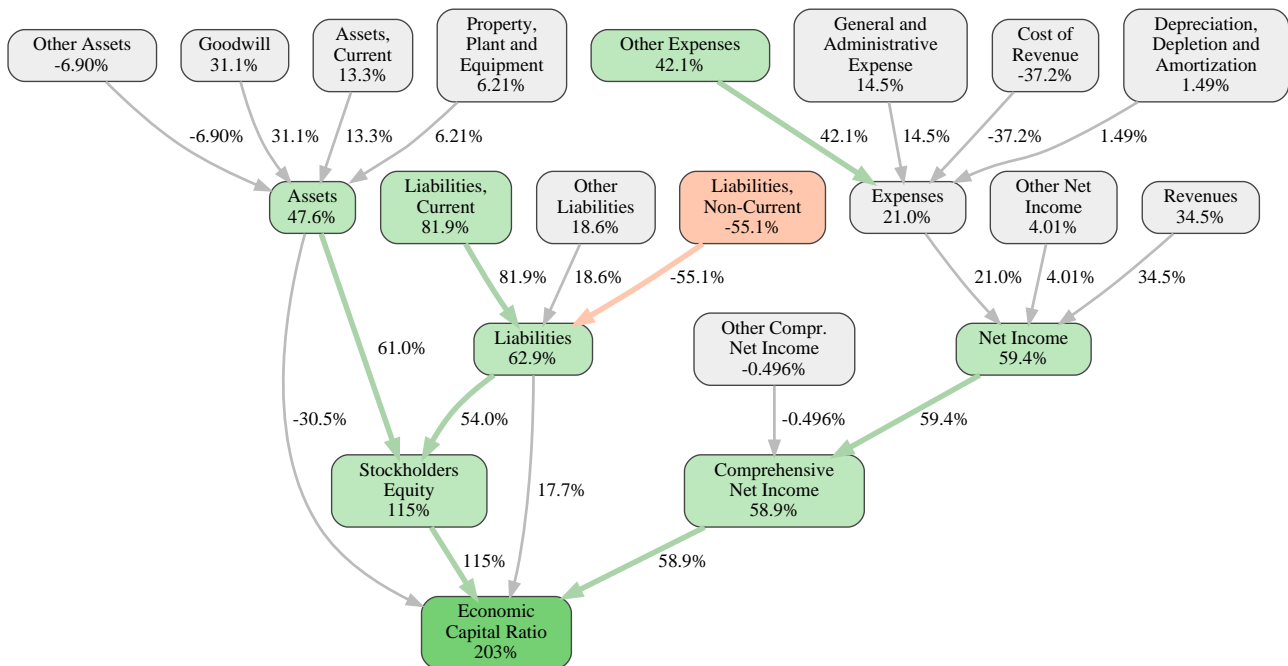 Other Assets
-6.90%
Goodwill
31.1%
Assets,
Current
13.3%
Property,
Plant and
Equipment
6.21%
Other Expenses
42.1%
General and
Administrative
Expense
14.5%
Cost of
Revenue
-37.2%
Depreciation,
Depletion and
Amortization
1.49%
-6.90%
31.1%
13.3%
6.21%
42.1%
14.5%
-37.2%
1.49%
Assets
47.6%
Liabilities,
Current
81.9%
Other
Liabilities
18.6%
Liabilities,
Non-Current
-55.1%
Expenses
21.0%
Other Net
Income
4.01%
Revenues
34.5%
81.9%
18.6%
-55.1%
21.0%
4.01%
34.5%
61.0%
Liabilities
62.9%
Other Compr.
Net Income
-0.496%
Net Income
59.4%
-30.5%
54.0%
-0.496%
59.4%
Stockholders
Equity
115%
17.7%
Comprehensive
Net Income
58.9%
115%
58.9%
Economic
Capital Ratio
203%